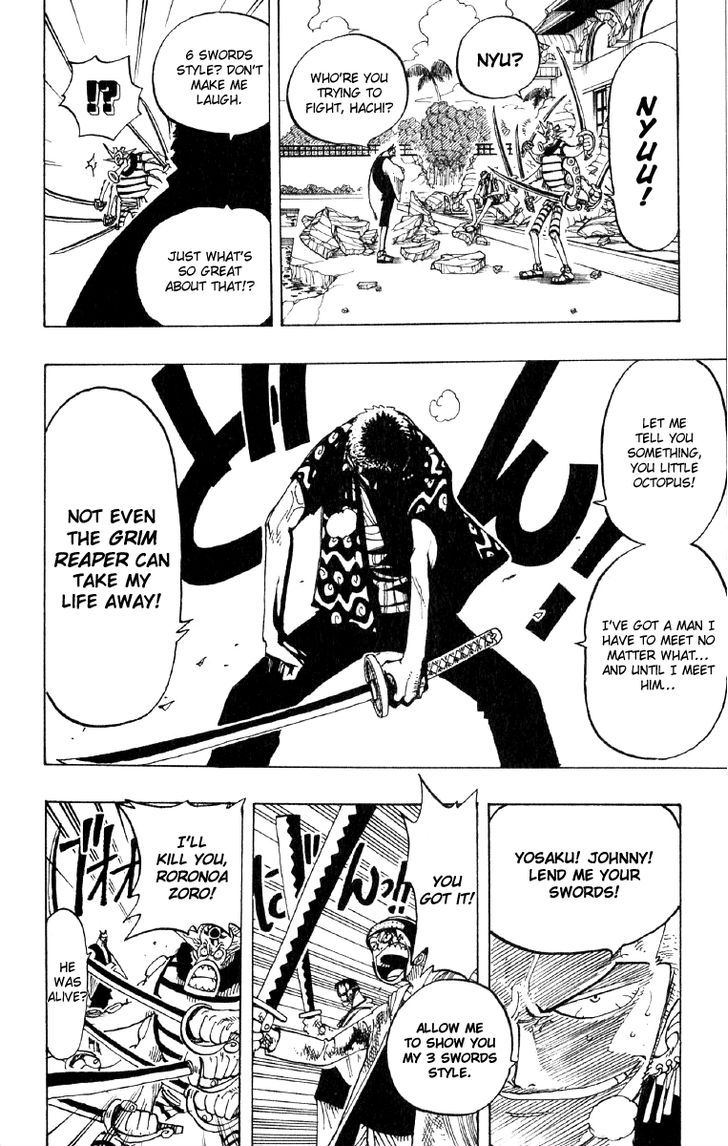 NYUU!
NYU?
WHO'RE YOU
TRYING TO
FIGHT, HACHI?
6 SWORDS
STYLE? DON'T
MAKE ME
LAUGH.
!?
JUST WHAT'S
SO GREAT
ABOUT THAT!?
LET ME
TELL YOU
SOMETHING,
YOU LITTLE
OCTOPUS!
I'VE GOT A MAN I
HAVE TO MEET NO
MATTER WHAT...
AND UNTIL I MEET
HIM...
どん!
NOT EVEN
THE GRIM
REAPER CAN
TAKE MY
LIFE AWAY!
YOSAKU! JOHNNY!
LEND ME YOUR
SWORDS!
YOU
GOT IT!
ALLOW ME
TO SHOW YOU
MY 3 SWORDS
STYLE.
I'LL
KILL YOU,
RORONOA
ZORO!
HE
WAS
ALIVE?